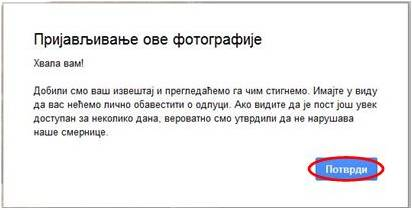 Пријављивање ове фотографије
Хвала вам!
Добили смо ваш извештај и прегледаћемо га чим стигнемо. Имајте у виду
да вас нећемо лично обавестити о одлуци. Ако видите да је пост још увек
доступан за неколико дана, вероватно смо утврдили да не нарушава
наше смернице.
Потврди